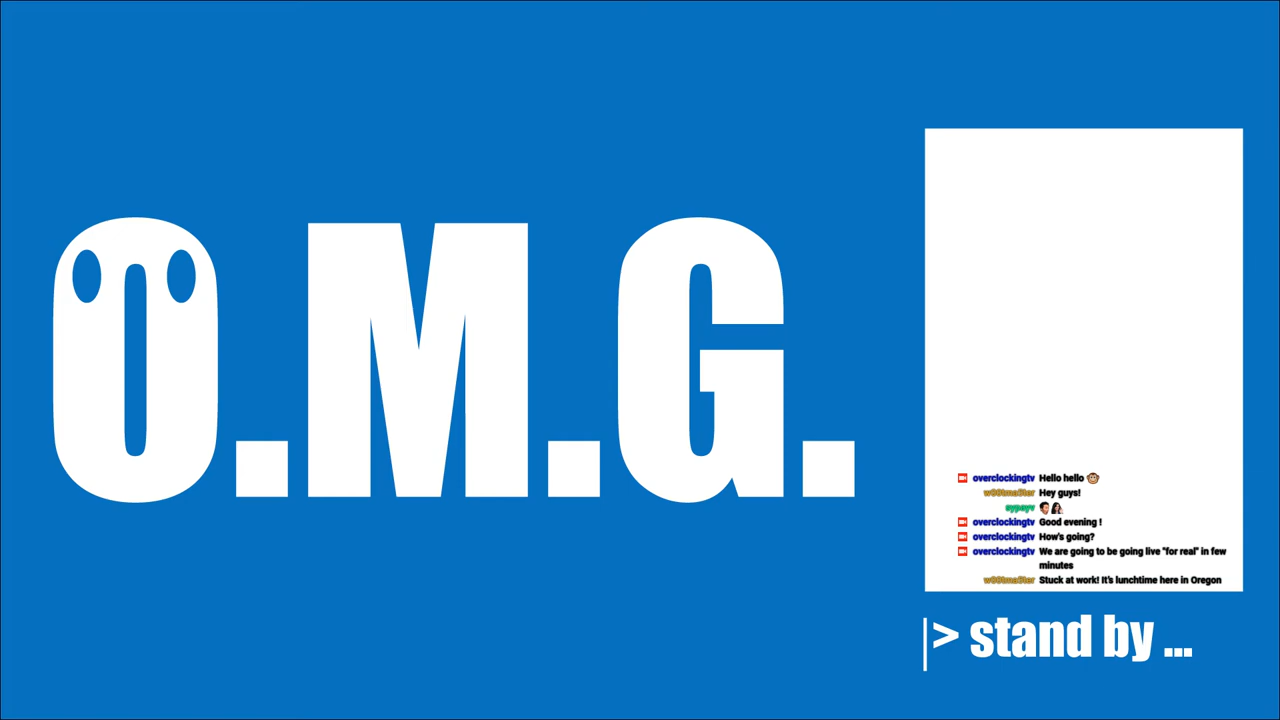 O.M.G.
overclockingtv Hello hello
Hey guys!
sypayv
overclockingtv Good evening !
overclockingtv How's going?
overclockingtv We are going to be going live "for real" in few
minutes
Stuck at work! It's lunchtime here in Oregon
|> stand by ...